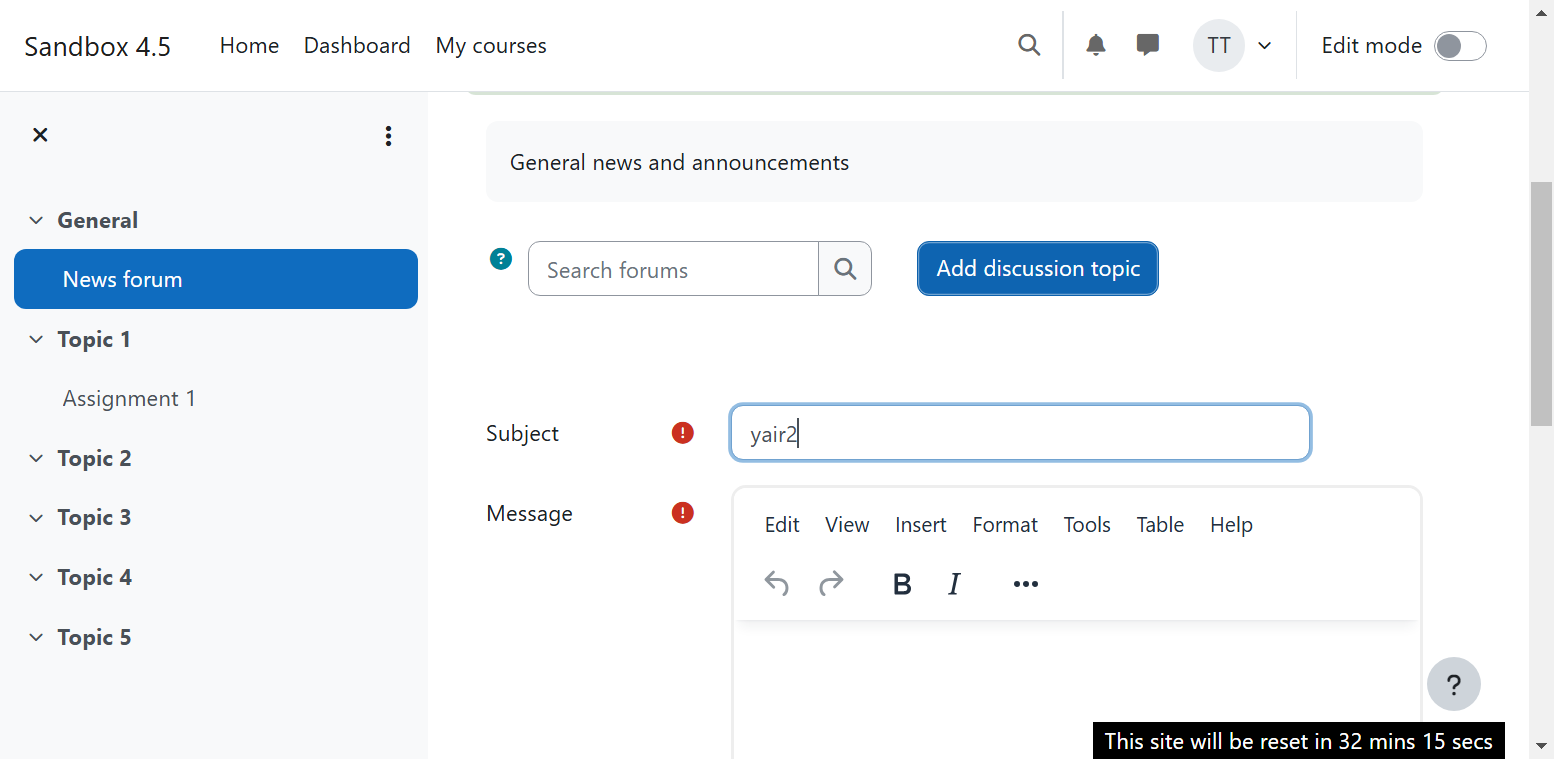 Sandbox 4.5 Home Dashboard My courses TT Edit mode
General
News forum
Topic 1
Assignment 1
Topic 2
Topic 3
Topic 4
Topic 5
General news and announcements
? Search forums Add discussion topic
Subject ! yair2
Message !
Edit View Insert Format Tools Table Help
B I
?
This site will be reset in 32 mins 15 secs